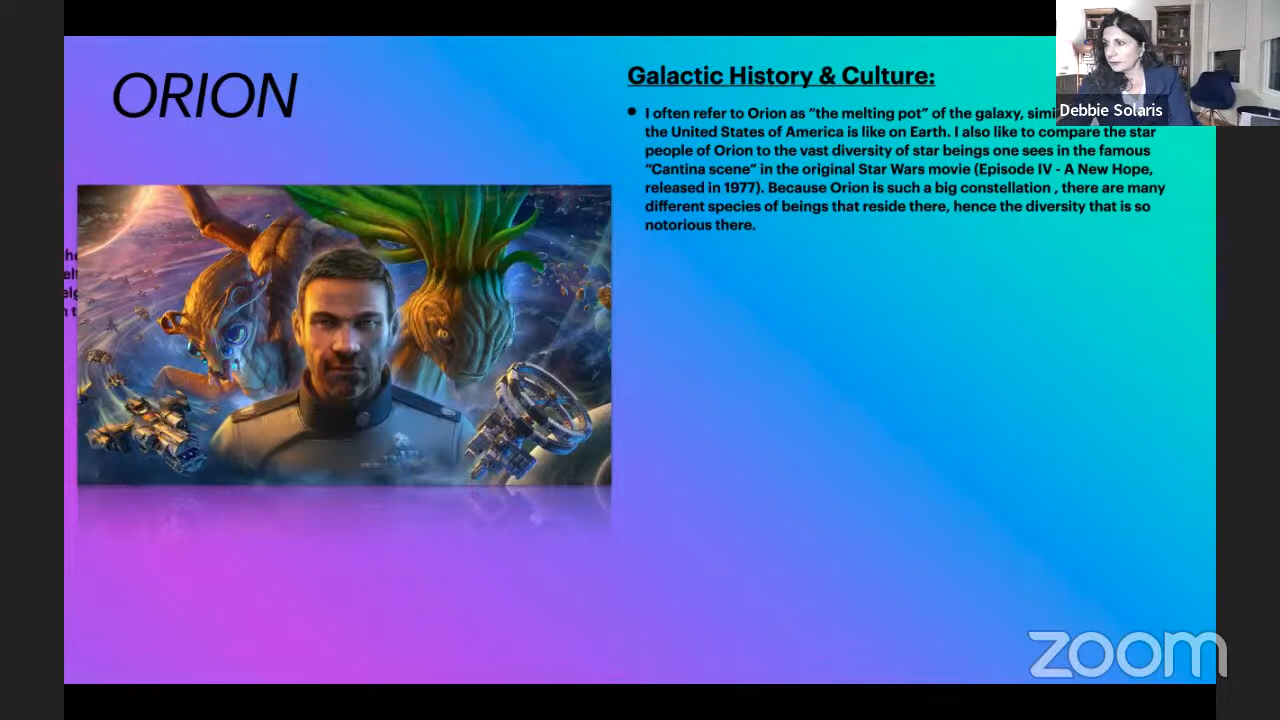 ORION
Galactic History & Culture:
Debbie Solaris
• I often refer to Orion as “the melting pot” of the galaxy,
the United States of America is like on Earth. I also like to compare the star
people of Orion to the vast diversity of star beings one sees in the famous
“Cantina scene” in the original Star Wars movie (Episode IV - A New Hope,
released in 1977). Because Orion is such a big constellation , there are many
different species of beings that reside there, hence the diversity that is so
notorious there.
zoom